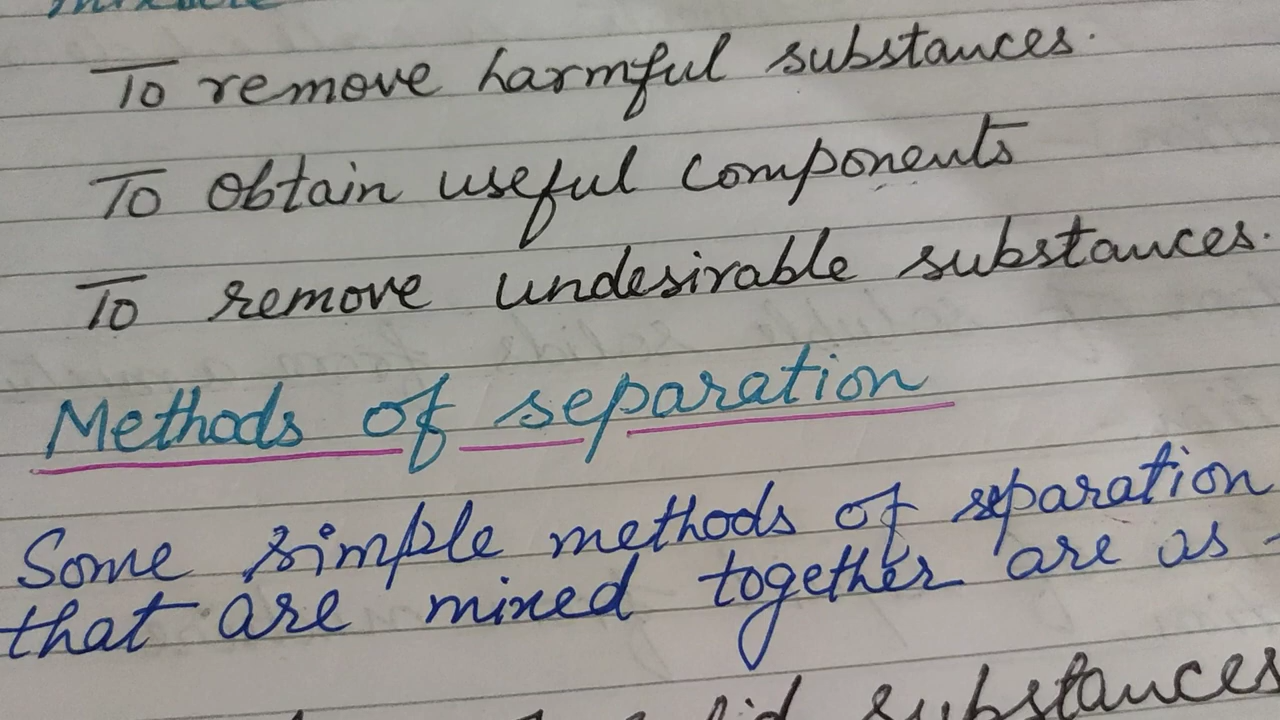 To remove harmful substances.
To obtain useful components
To remove undesirable substances.
Methods of separation
Some simple methods of separation
that are mixed together are as
substances